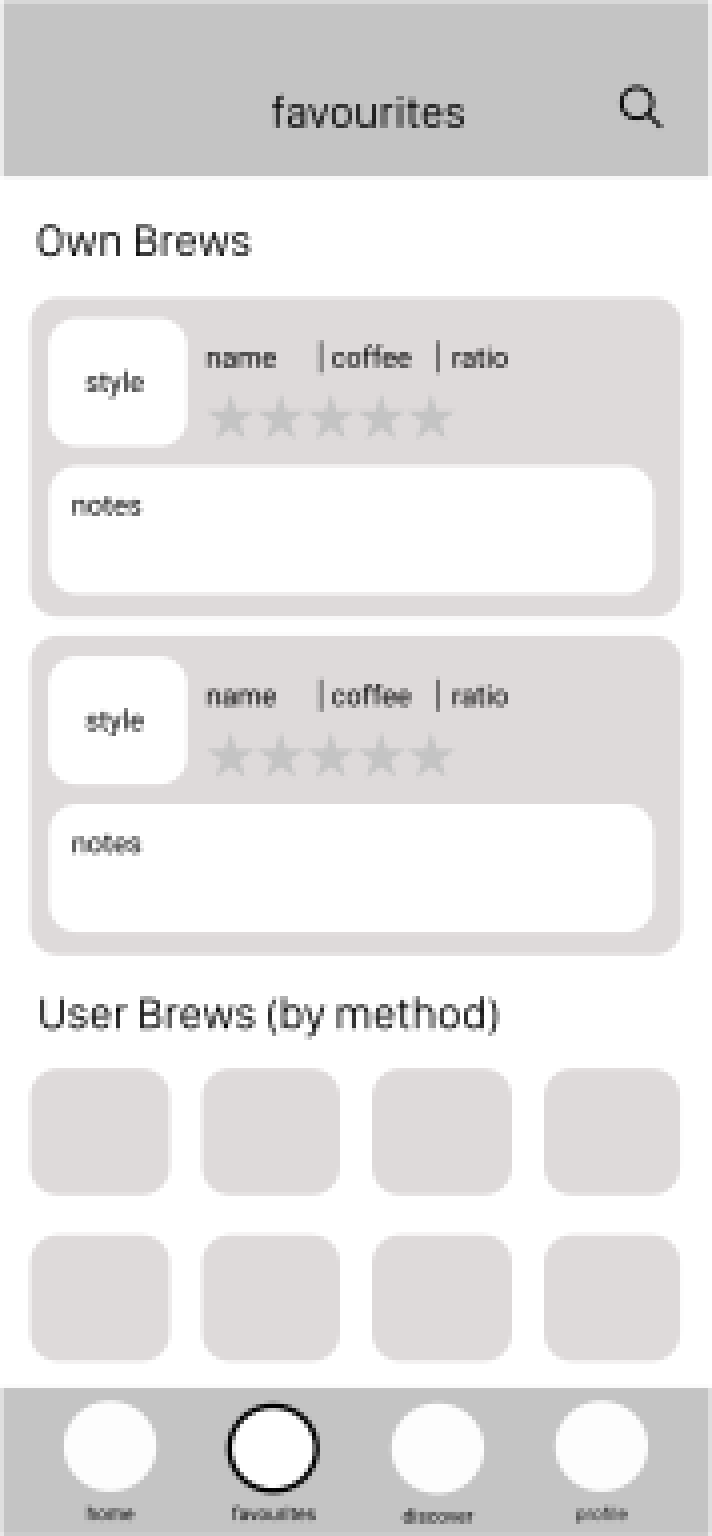 favourites
Own Brews
style
name | coffee | ratio
notes
style
name | coffee | ratio
notes
User Brews (by method)
home favourites discover profile